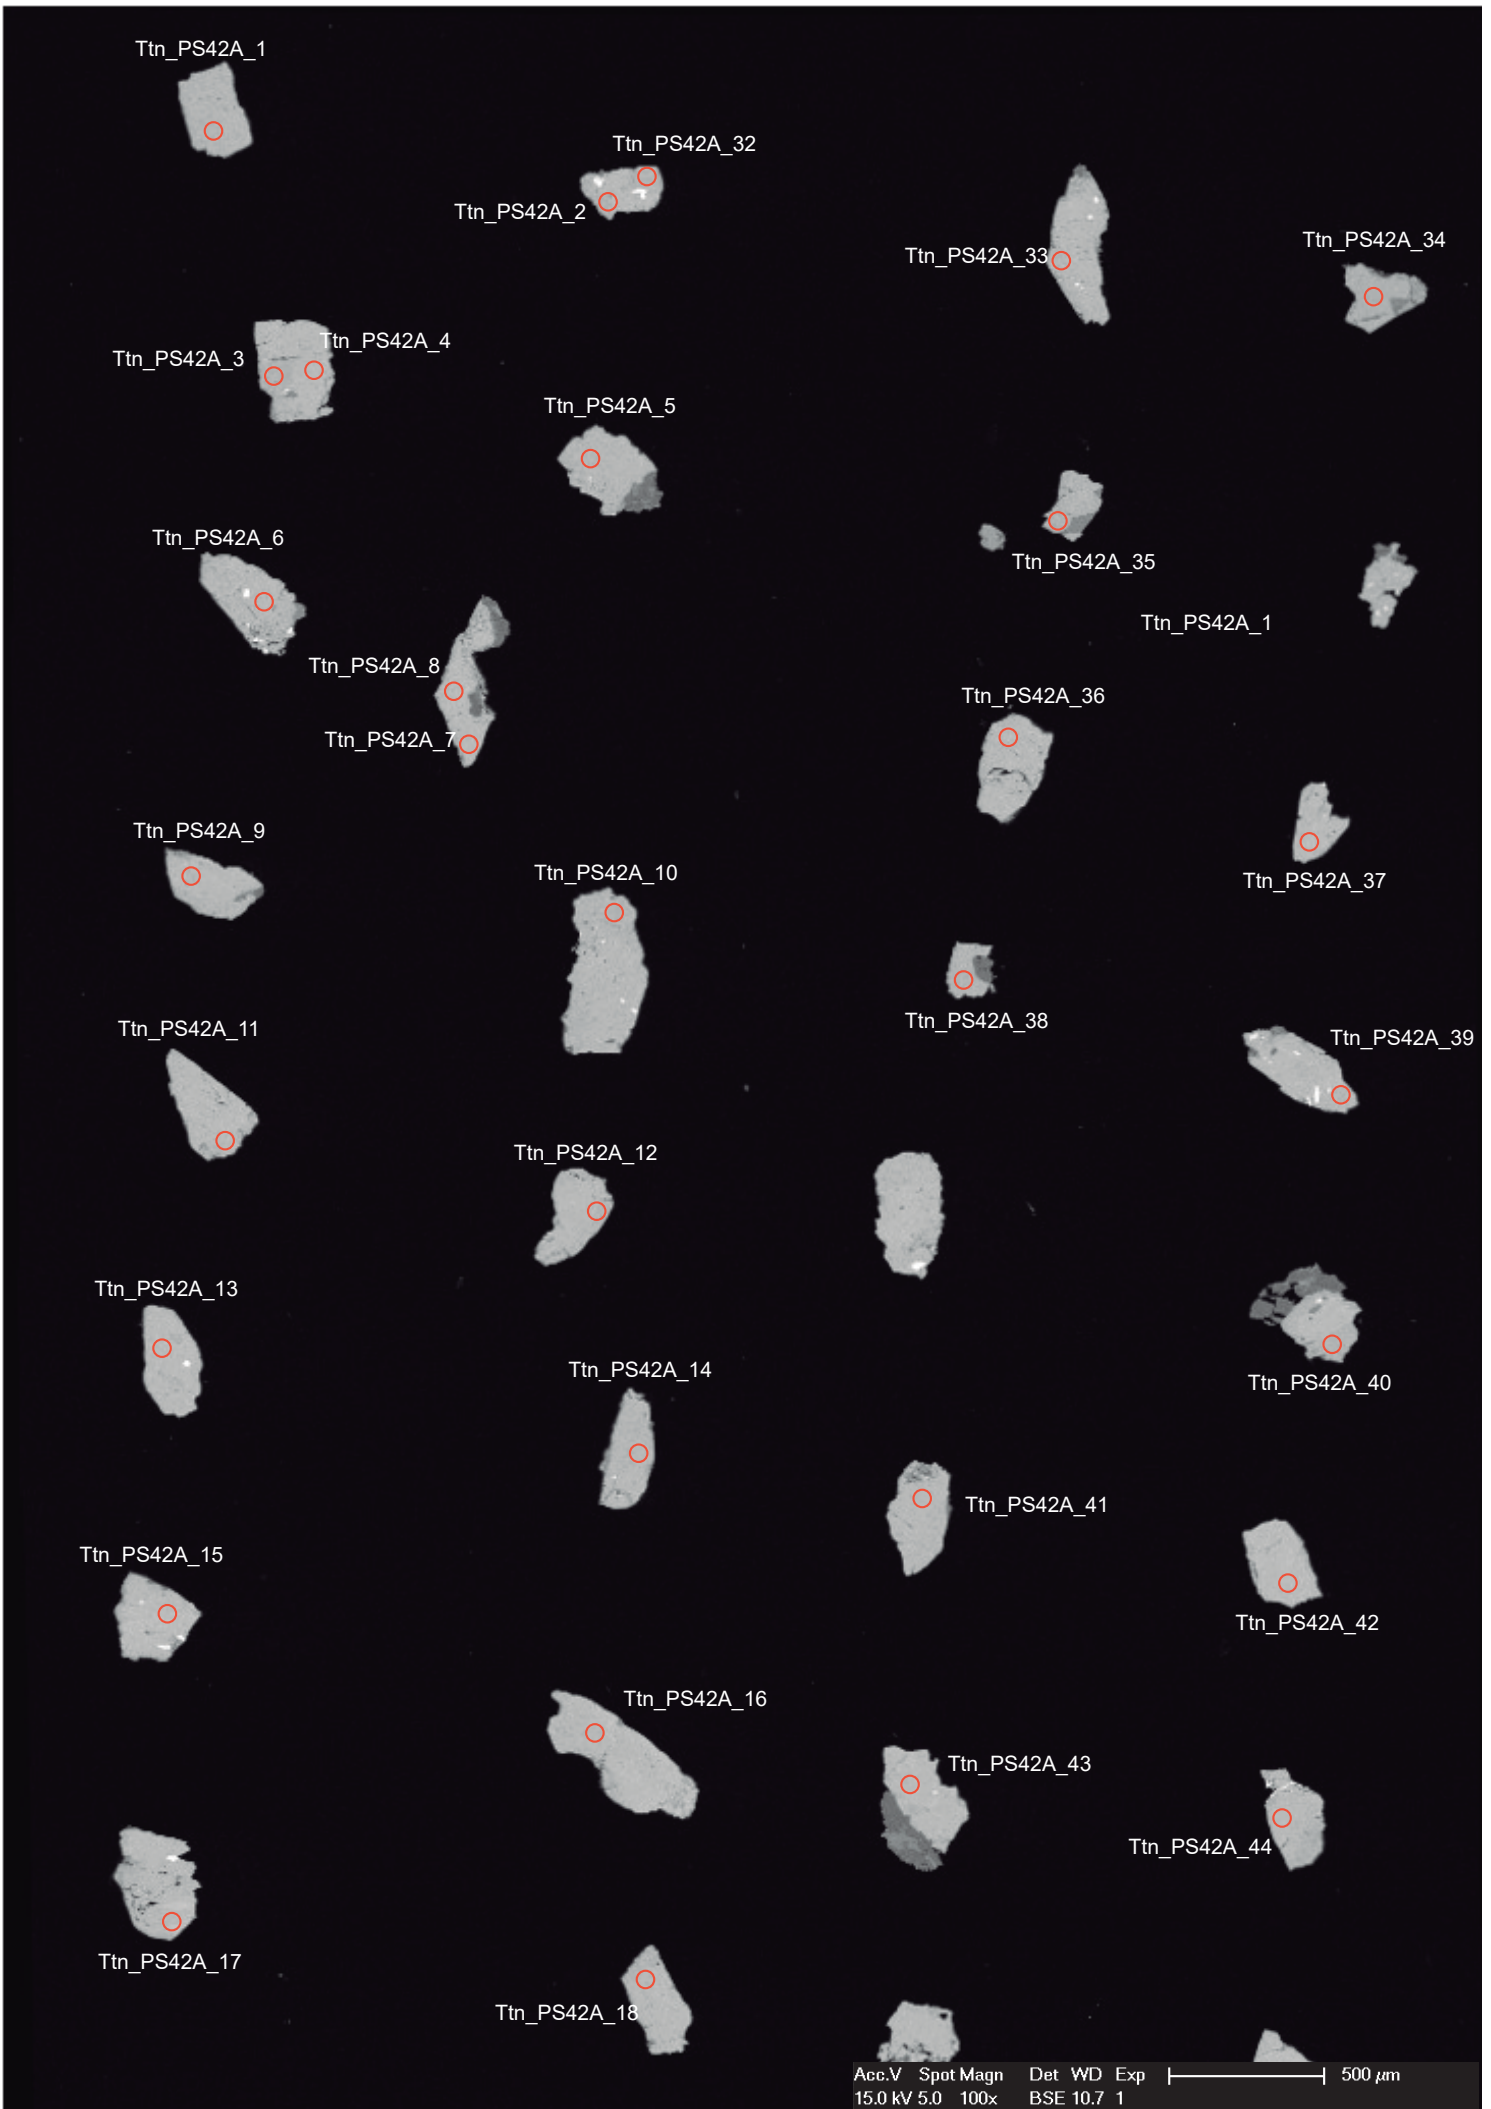 Ttn_PS42A_1
Ttn_PS42A_32
Ttn_PS42A_2
Ttn_PS42A_34
Ttn_PS42A_33
Ttn_PS42A_4
Ttn_PS42A_3
Ttn_PS42A_5
Ttn_PS42A_6
Ttn_PS42A_35
Ttn_PS42A_1
Ttn_PS42A_8
Ttn_PS42A_36
Ttn_PS42A_7
Ttn_PS42A_9
Ttn_PS42A_10
Ttn_PS42A_37
Ttn_PS42A_38
Ttn_PS42A_11
Ttn_PS42A_39
Ttn_PS42A_12
Ttn_PS42A_13
Ttn_PS42A_14
Ttn_PS42A_40
Ttn_PS42A_41
Ttn_PS42A_15
Ttn_PS42A_42
Ttn_PS42A_16
Ttn_PS42A_43
Ttn_PS42A_44
Ttn_PS42A_17
Ttn_PS42A_18
Acc.V Spot Magn Det WD Exp 500 µm
15.0 kV 5.0 100x BSE 10.7 1